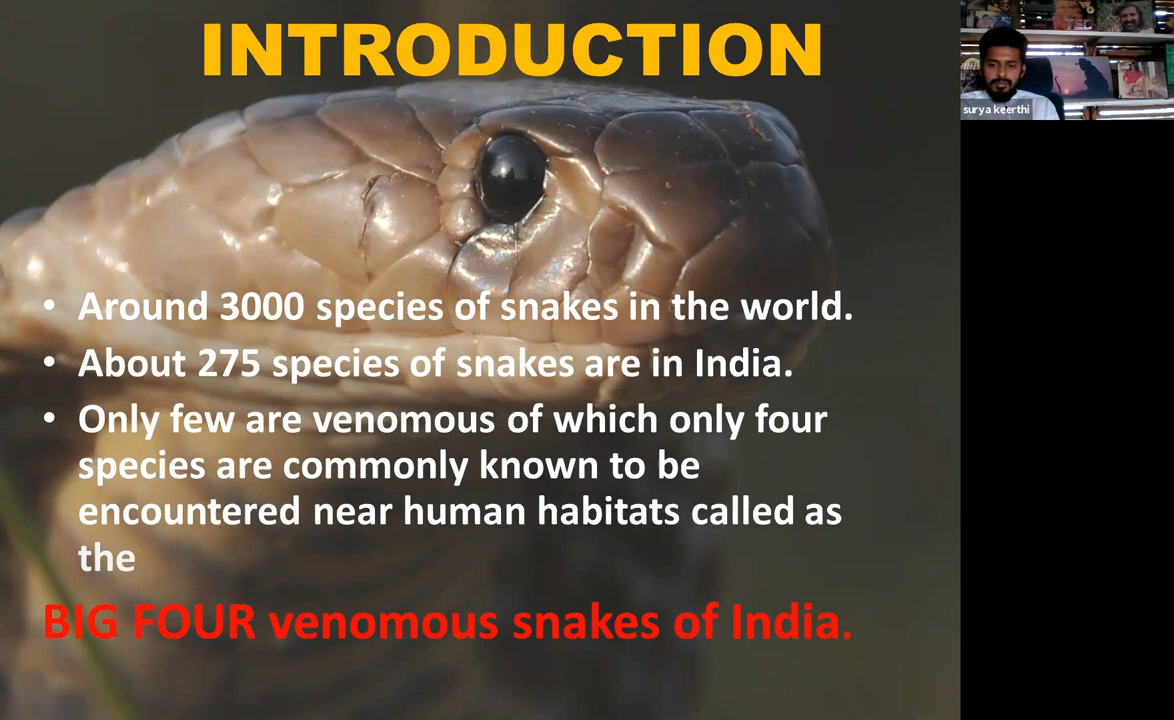 INTRODUCTION
surya keerthi
• Around 3000 species of snakes in the world.
• About 275 species of snakes are in India.
• Only few are venomous of which only four
species are commonly known to be
encountered near human habitats called as
the
BIG FOUR venomous snakes of India.